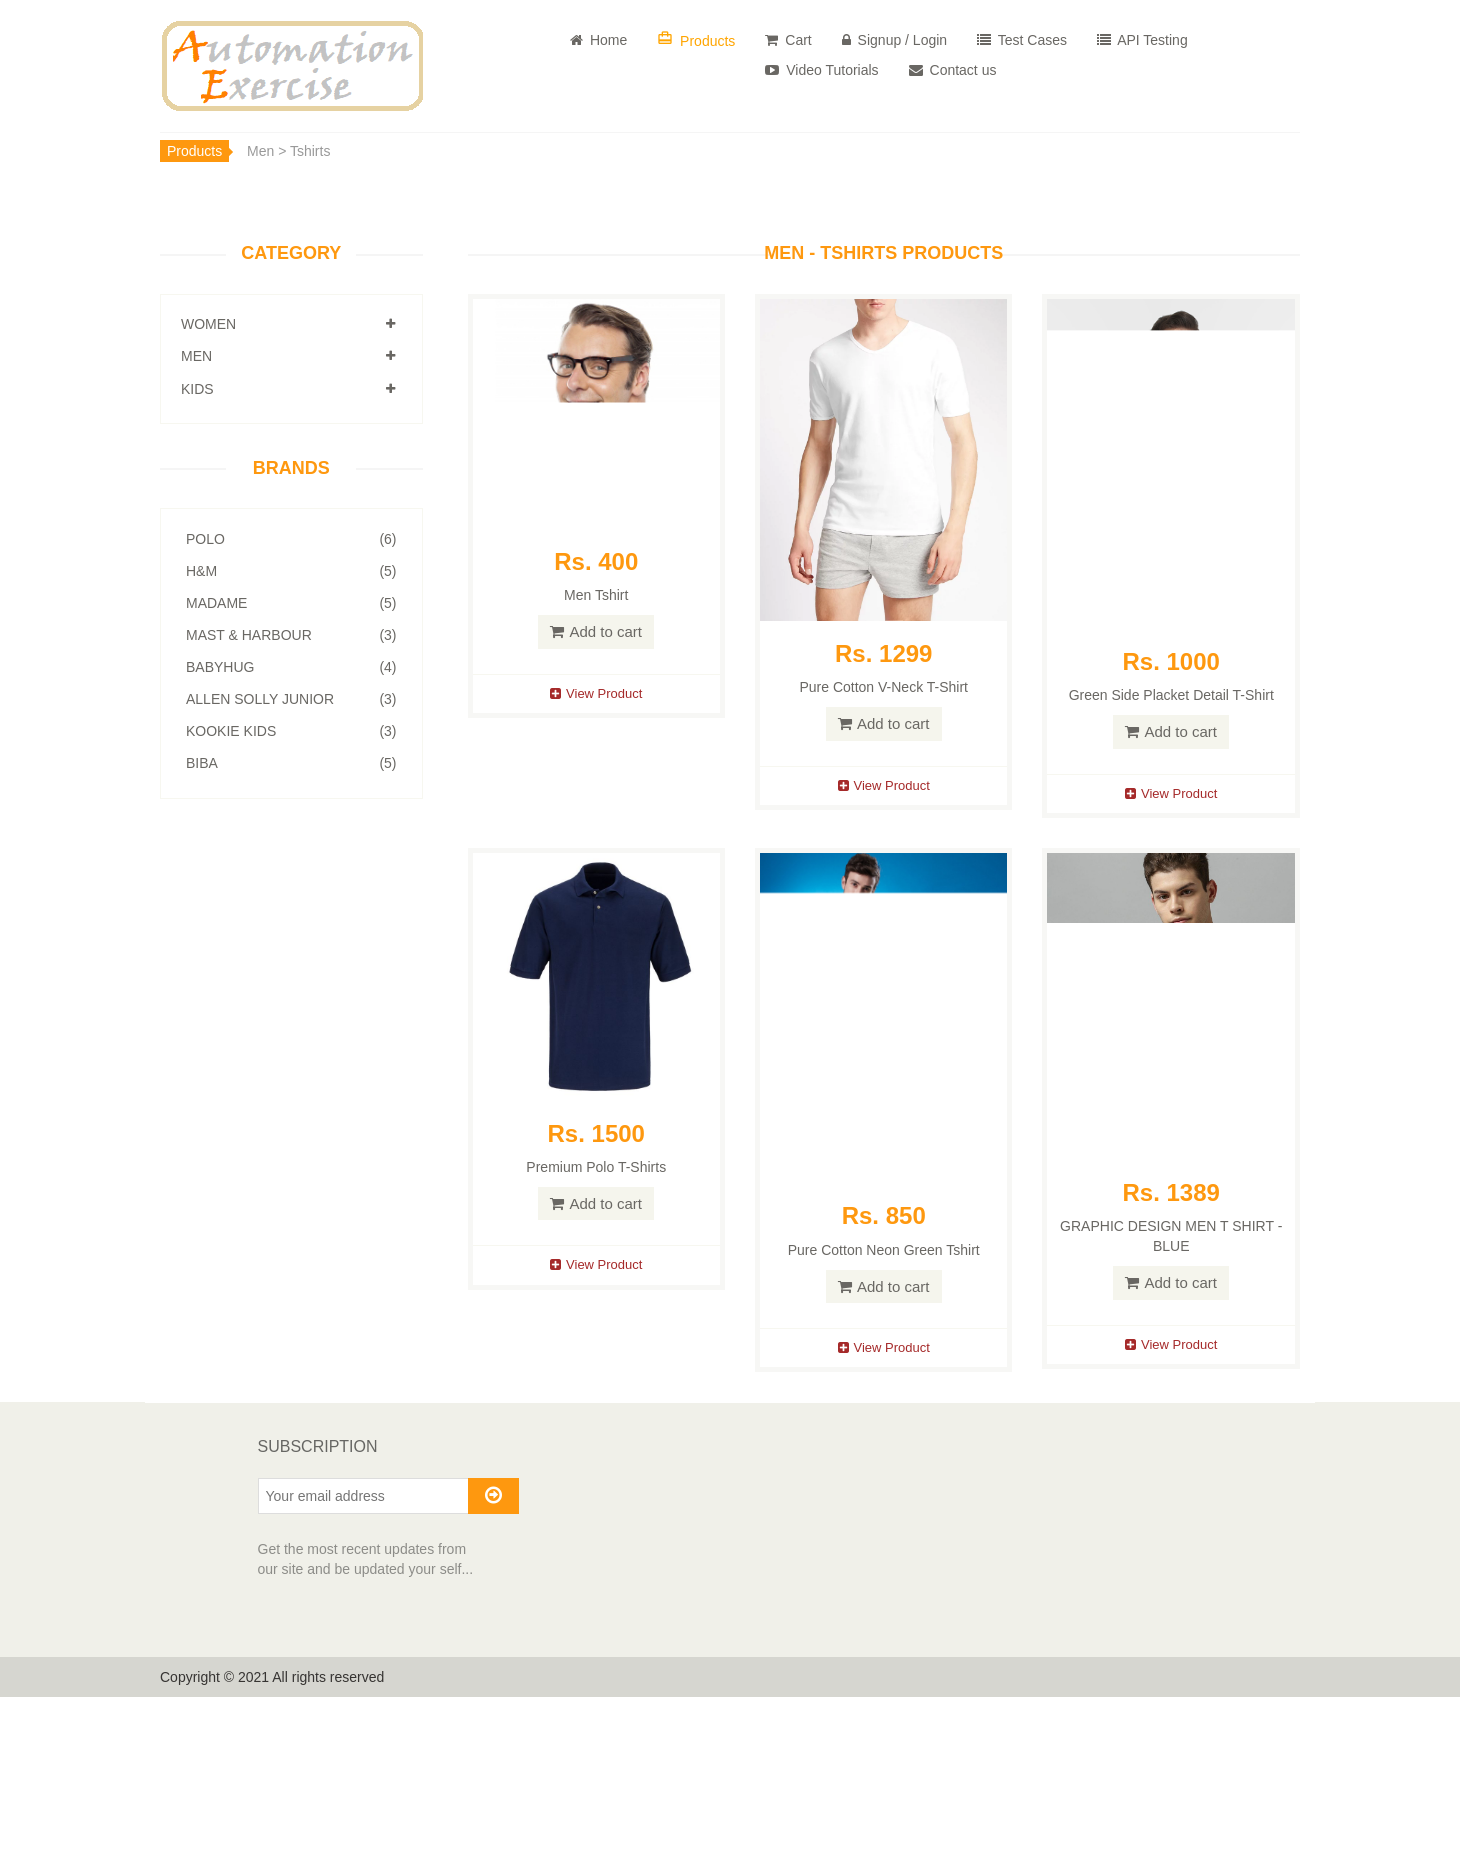 Automation
Exercise
Home
Products
Cart
Signup / Login
Test Cases
API Testing
Video Tutorials
Contact us
Products
Men > Tshirts
CATEGORY
WOMEN
MEN
KIDS
BRANDS
POLO (6)
H&M (5)
MADAME (5)
MAST & HARBOUR (3)
BABYHUG (4)
ALLEN SOLLY JUNIOR (3)
KOOKIE KIDS (3)
BIBA (5)
MEN - TSHIRTS PRODUCTS
Rs. 400
Men Tshirt
Add to cart
View Product
Rs. 1299
Pure Cotton V-Neck T-Shirt
Add to cart
View Product
Rs. 1000
Green Side Placket Detail T-Shirt
Add to cart
View Product
Rs. 1500
Premium Polo T-Shirts
Add to cart
View Product
Rs. 850
Pure Cotton Neon Green Tshirt
Add to cart
View Product
Rs. 1389
GRAPHIC DESIGN MEN T SHIRT -
BLUE
Add to cart
View Product
SUBSCRIPTION
Your email address
Get the most recent updates from
our site and be updated your self...
Copyright © 2021 All rights reserved